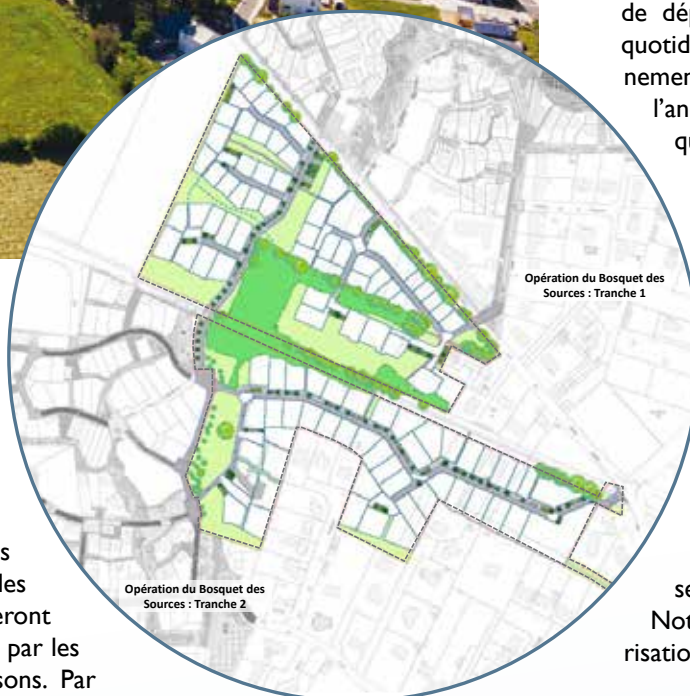 de dép
quotid
nemen
l'an
qu
Opération du Bosquet des
Sources : Tranche 1
Opération du Bosquet des
Sources : Tranche 2
s
les
eront
par les
sons. Par
se
Not
risation